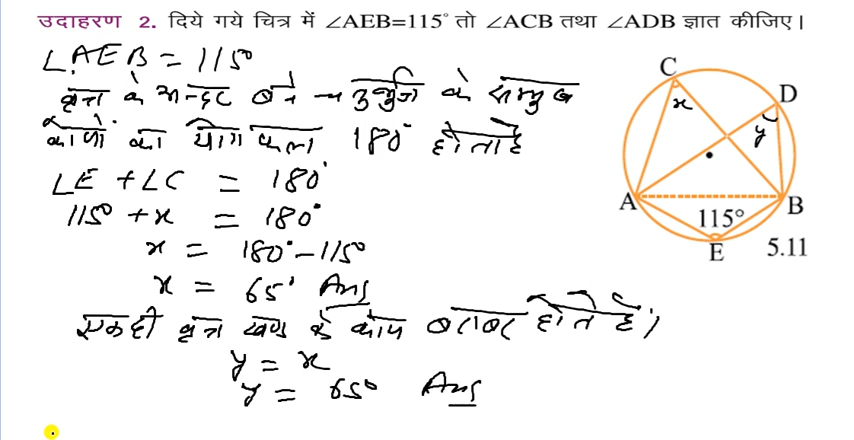 उदाहरण 2. दिये गये चित्र में ∠AEB=115° तो ∠ACB तथा ∠ADB ज्ञात कीजिए।
∠AEB = 115°
वृत्त के अन्दर बने चतुर्भुज के सम्मुख
कोणों का योगफल 180° होता है
∠E + ∠C = 180°
115° + x = 180°
x = 180° - 115°
x = 65° Ans
एक ही वृत्त खण्ड के कोण बराबर होते है।
y = x
y = 65° Ans
C
D
x
y
A
B
115°
E
5.11